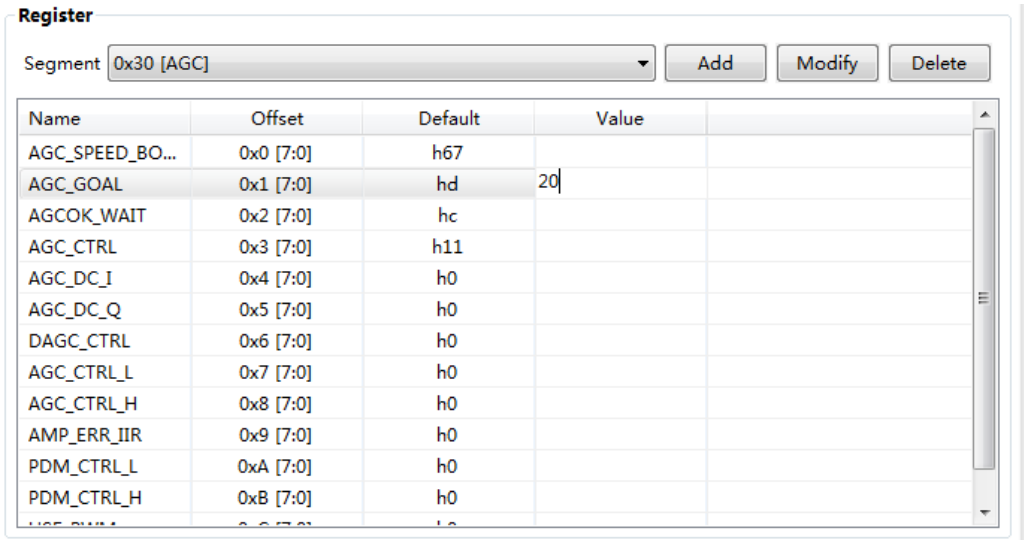 Register
Segment 0x30 [AGC] Add Modify Delete
Name Offset Default Value
AGC_SPEED_BO... 0x0 [7:0] h67
AGC_GOAL 0x1 [7:0] hd 20
AGCOK_WAIT 0x2 [7:0] hc
AGC_CTRL 0x3 [7:0] h11
AGC_DC_I 0x4 [7:0] h0
AGC_DC_Q 0x5 [7:0] h0
DAGC_CTRL 0x6 [7:0] h0
AGC_CTRL_L 0x7 [7:0] h0
AGC_CTRL_H 0x8 [7:0] h0
AMP_ERR_IIR 0x9 [7:0] h0
PDM_CTRL_L 0xA [7:0] h0
PDM_CTRL_H 0xB [7:0] h0